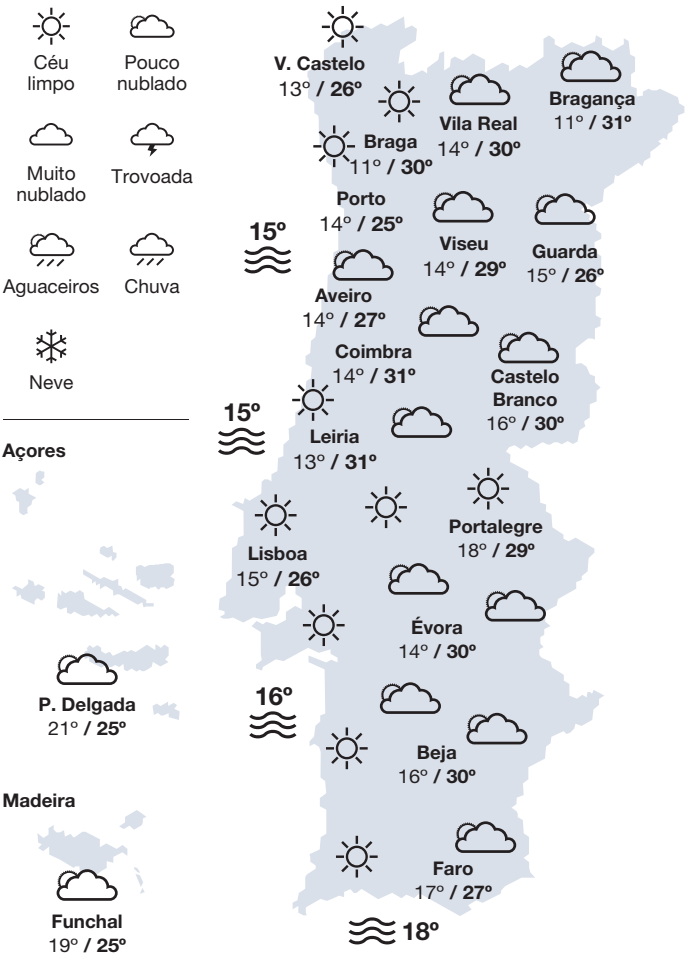 Céu
limpo
Pouco
nublado
Muito
nublado
Trovoada
Aguaceiros
Chuva
Neve
Açores
P. Delgada
21º / 25º
Madeira
Funchal
19º / 25º
V. Castelo
13º / 26º
Bragança
11º / 31º
Vila Real
14º / 30º
Braga
11º / 30º
Porto
14º / 25º
Viseu
14º / 29º
Guarda
15º / 26º
15º
Aveiro
14º / 27º
Coimbra
14º / 31º
Castelo
Branco
16º / 30º
15º
Leiria
13º / 31º
Portalegre
18º / 29º
Lisboa
15º / 26º
Évora
14º / 30º
16º
Beja
16º / 30º
Faro
17º / 27º
18º